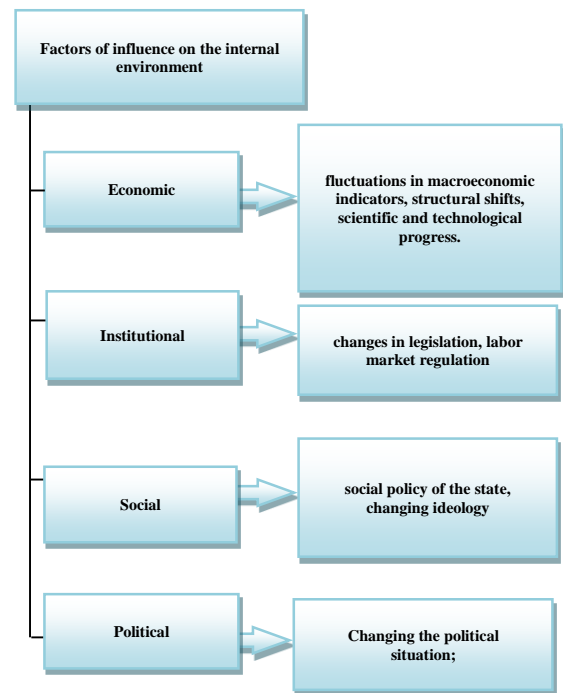 Factors of influence on the internal
environment
Economic
fluctuations in macroeconomic
indicators, structural shifts,
scientific and technological
progress.
Institutional
changes in legislation, labor
market regulation
Social
social policy of the state,
changing ideology
Political
Changing the political
situation;